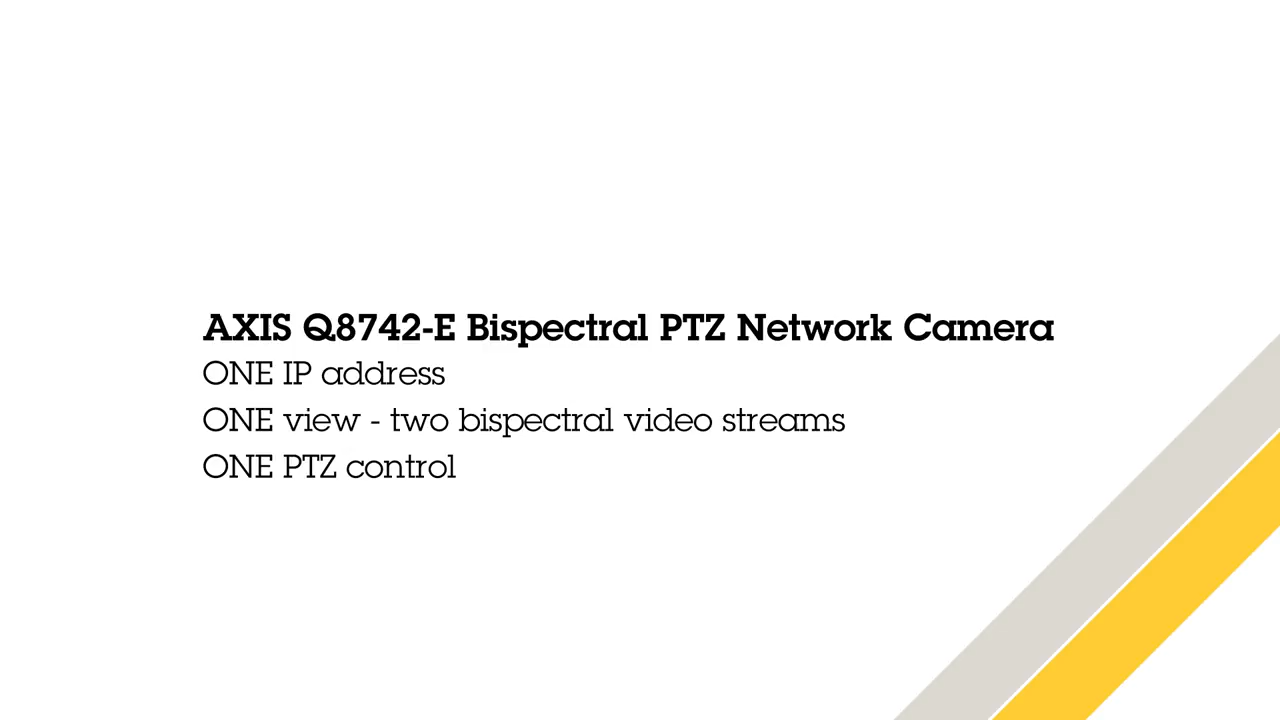 AXIS Q8742-E Bispectral PTZ Network Camera
ONE IP address
ONE view - two bispectral video streams
ONE PTZ control